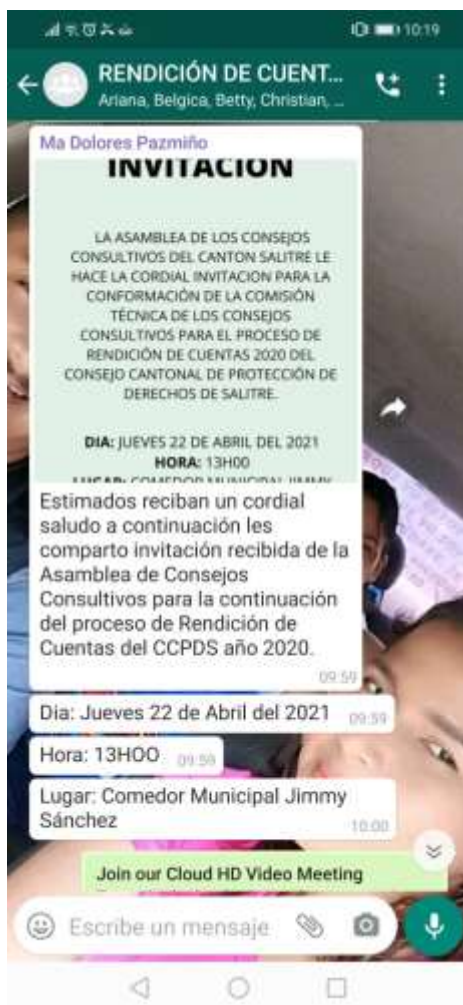 10:19
RENDICIÓN DE CUENT...
Ariana, Belgica, Betty, Christian, ...
Ma Dolores Pazmiño
INVITACIÓN
LA ASAMBLEA DE LOS CONSEJOS
CONSULTIVOS DEL CANTON SALITRE LE
HACE LA CORDIAL INVITACION PARA LA
CONFORMACIÓN DE LA COMISIÓN
TÉCNICA DE LOS CONSEJOS
CONSULTIVOS PARA EL PROCESO DE
RENDICIÓN DE CUENTAS 2020 DEL
CONSEJO CANTONAL DE PROTECCIÓN DE
DERECHOS DE SALITRE.
DIA: JUEVES 22 DE ABRIL DEL 2021
HORA: 13H00
LUGAR: COMEDOR MUNICIPAL JIMMY
Estimados reciban un cordial
saludo a continuación les
comparto invitación recibida de la
Asamblea de Consejos
Consultivos para la continuación
del proceso de Rendición de
Cuentas del CCPDS año 2020.
09:59
Dia: Jueves 22 de Abril del 2021 09:59
Hora: 13HOO 09:59
Lugar: Comedor Municipal Jimmy
Sánchez 10:00
Join our Cloud HD Video Meeting
Escribe un mensaje